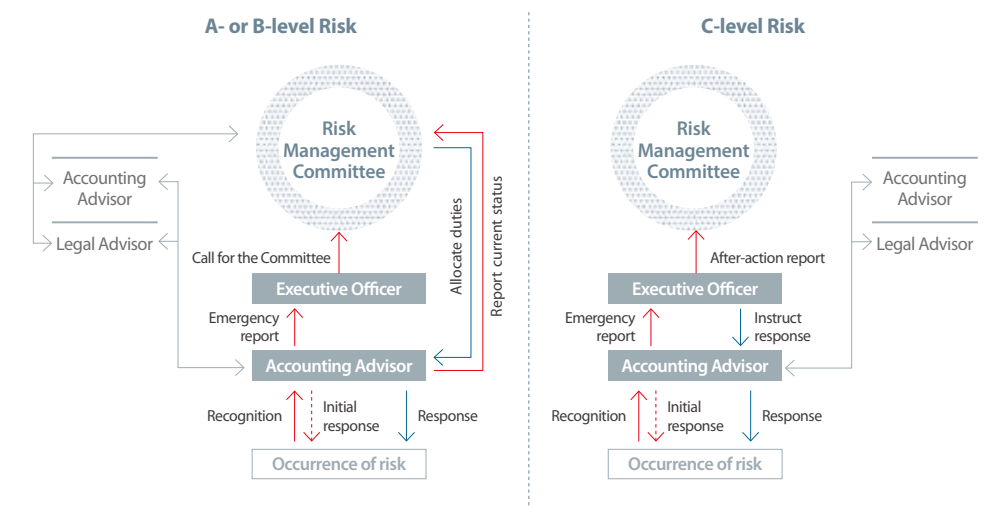 A- or B-level Risk
Risk
Management
Committee
Accounting
Advisor
Legal Advisor
Call for the Committee
Executive Officer
Emergency
report
Allocate duties
Report current status
Accounting Advisor
Recognition
Initial
response
Response
Occurrence of risk
C-level Risk
Risk
Management
Committee
Accounting
Advisor
Legal Advisor
After-action report
Executive Officer
Emergency
report
Instruct
response
Accounting Advisor
Recognition
Initial
response
Response
Occurrence of risk